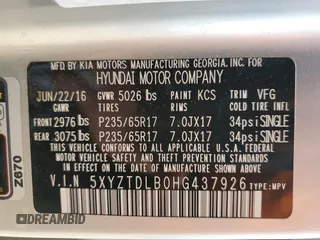 MFD BY KIA MOTORS MANUFACTURING GEORGIA, INC. FOR
HYUNDAI MOTOR COMPANY
JUN/22/16 GVWR 5026 lbs PAINT KCS TRIM VFG
GAWR TIRES RIMS COLD TIRE INFLATION
FRONT 2976 lbs P235/65R17 7.0JX17 34psi SINGLE
REAR 3075 lbs P235/65R17 7.0JX17 34psi SINGLE
THIS VEHICLE CONFORMS TO ALL APPLICABLE
FEDERAL MOTOR VEHICLE SAFETY AND THEFT
PREVENTION STANDARDS IN EFFECT ON THE DATE
OF MANUFACTURE SHOWN ABOVE.
V.I.N 5XYZTDLB0HG437926 TYPE:MPV
Z670
DREAMBID